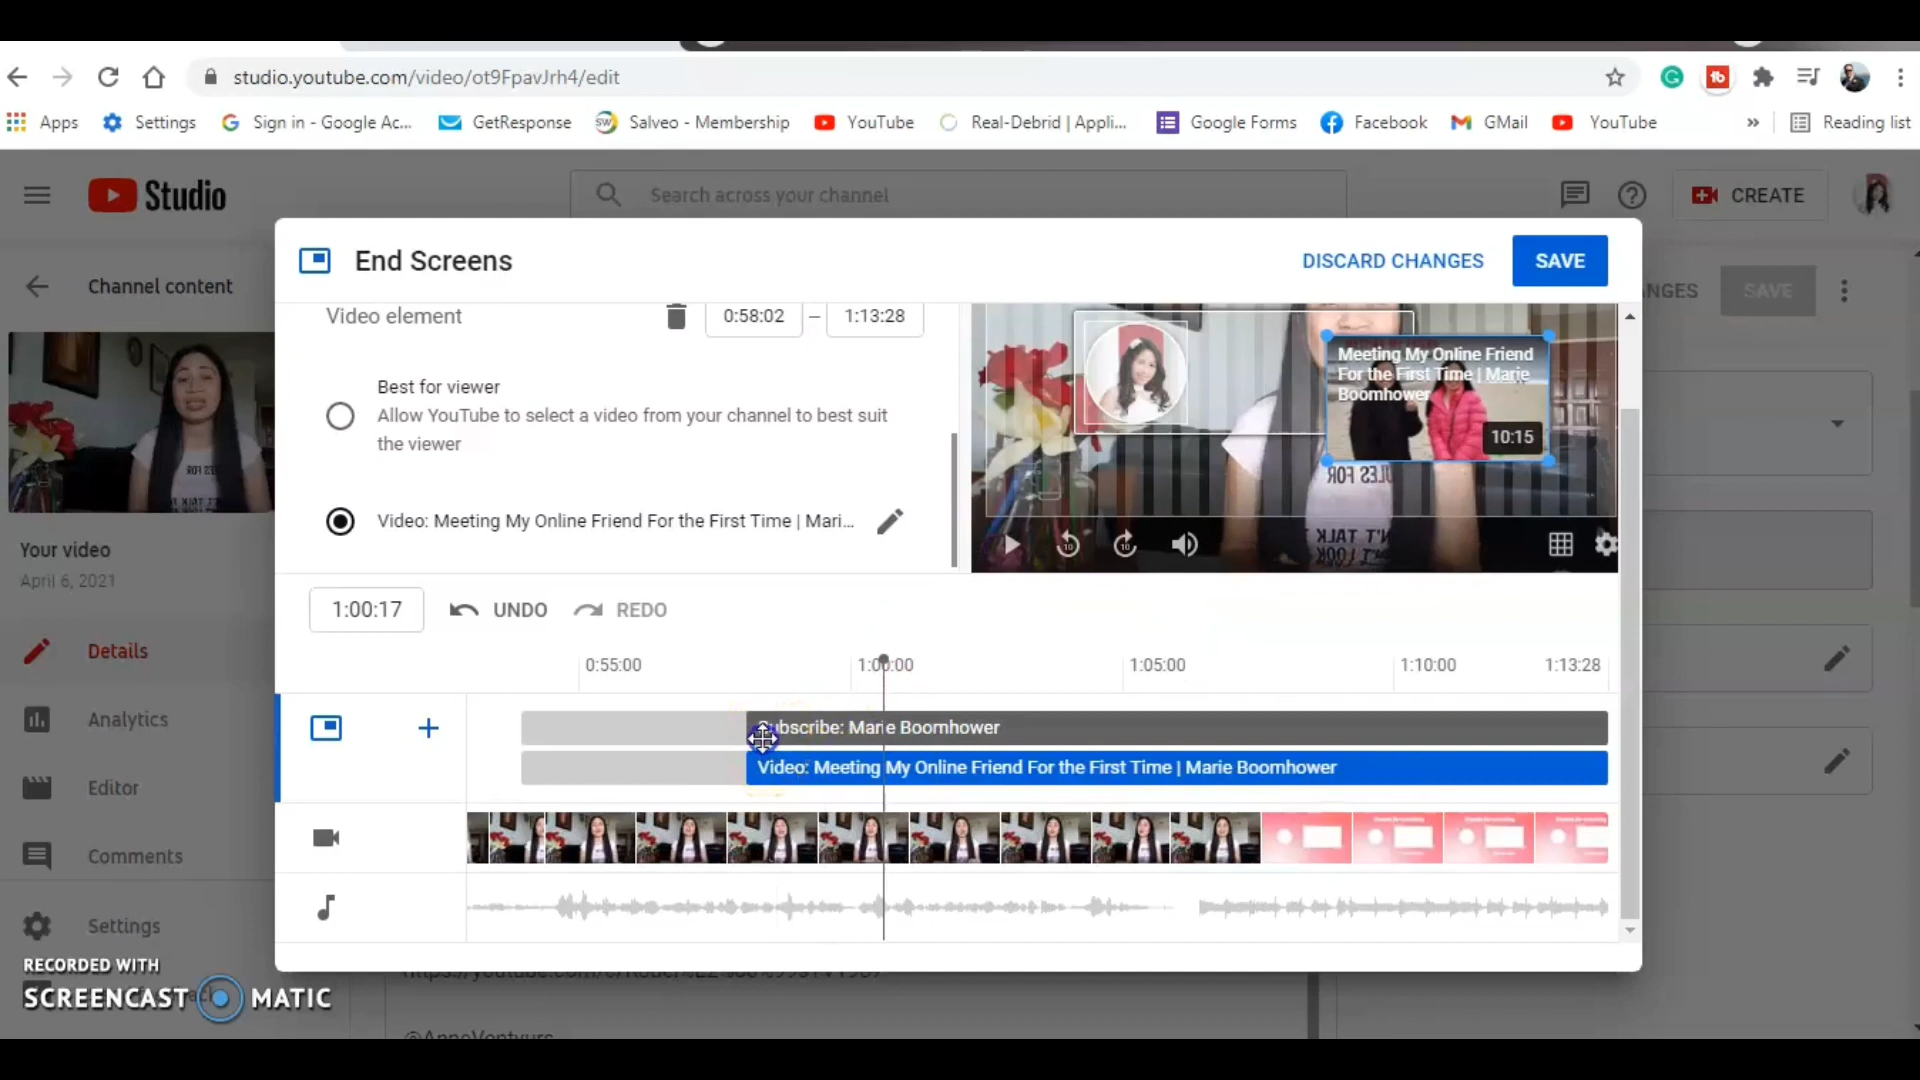 studio.youtube.com/video/ot9FpavJrh4/edit
Apps
Settings
Sign in - Google Ac...
GetResponse
Salveo - Membership
YouTube
Real-Debrid | Appli...
Google Forms
Facebook
GMail
YouTube
»
Reading list
Studio
Search across your channel
CREATE
Channel content
NGES
SAVE
End Screens
DISCARD CHANGES
SAVE
Video element
0:58:02 – 1:13:28
Best for viewer
Allow YouTube to select a video from your channel to best suit
the viewer
Video: Meeting My Online Friend For the First Time | Mari...
Meeting My Online Friend
For the First Time | Marie
Boomhower
10:15
10
10
Your video
April 6, 2021
Details
Analytics
Editor
Comments
Settings
1:00:17
UNDO
REDO
0:55:00
1:00:00
1:05:00
1:10:00
1:13:28
Subscribe: Marie Boomhower
Video: Meeting My Online Friend For the First Time | Marie Boomhower
RECORDED WITH
SCREENCAST MATIC